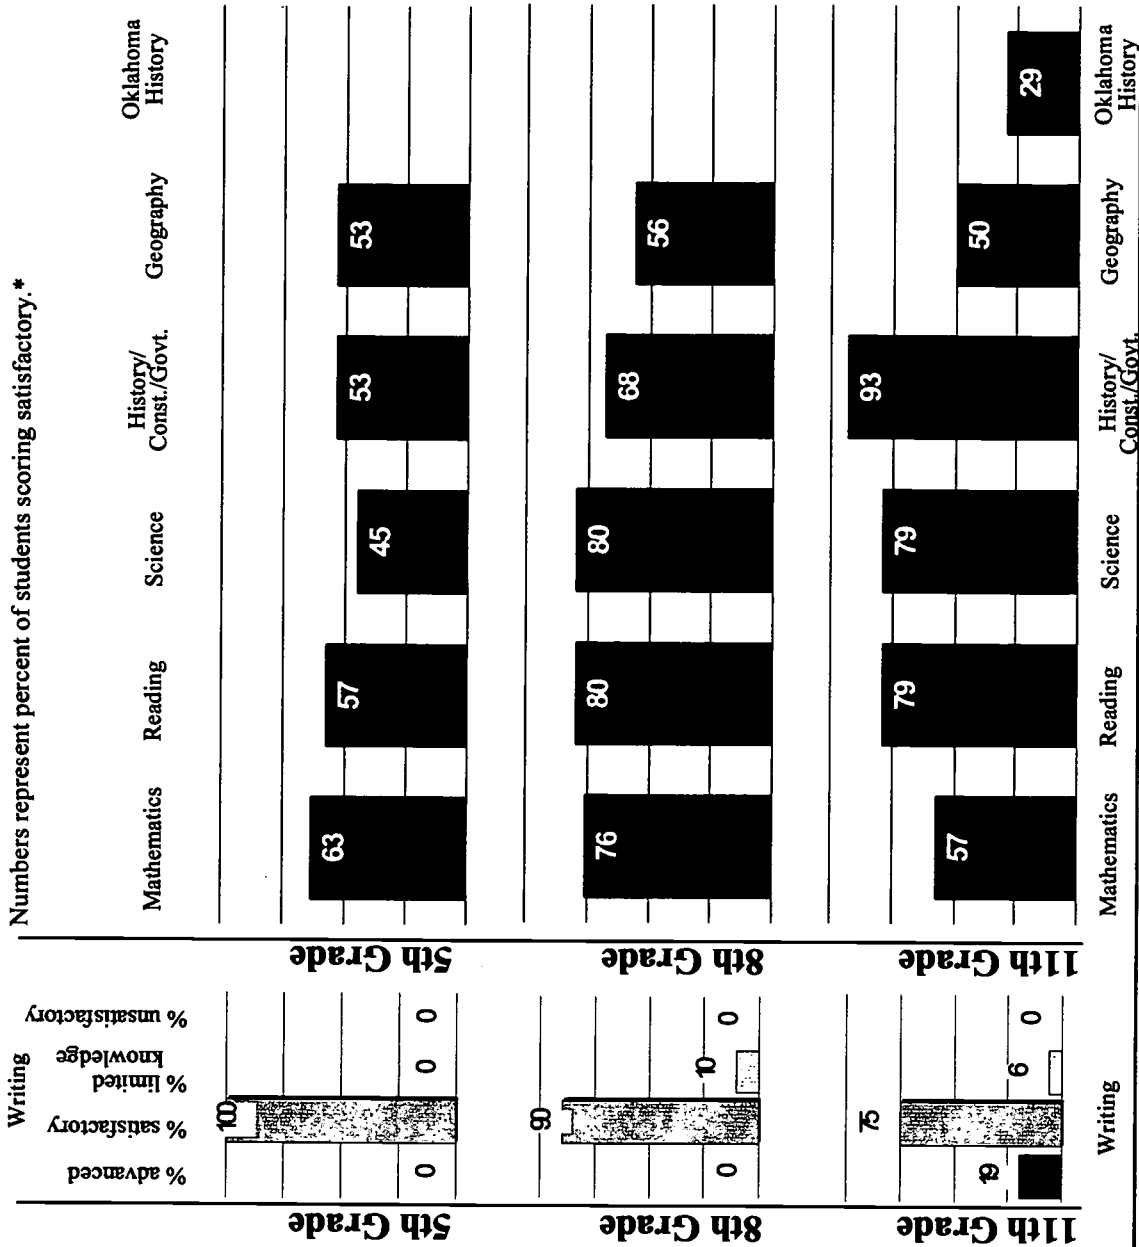 Numbers represent percent of students scoring satisfactory.*
Writing
% advanced
% satisfactory
% limited
knowledge
% unsatisfactory
Mathematics
Reading
Science
History/
Const./Govt.
Geography
Oklahoma
History
5th Grade
0
100
0
0
5th Grade
63
57
45
53
53
8th Grade
0
90
10
0
8th Grade
76
80
80
68
56
11th Grade
19
75
6
0
11th Grade
57
79
79
93
50
29
Writing
Mathematics
Reading
Science
History/
Const./Govt.
Geography
Oklahoma
History